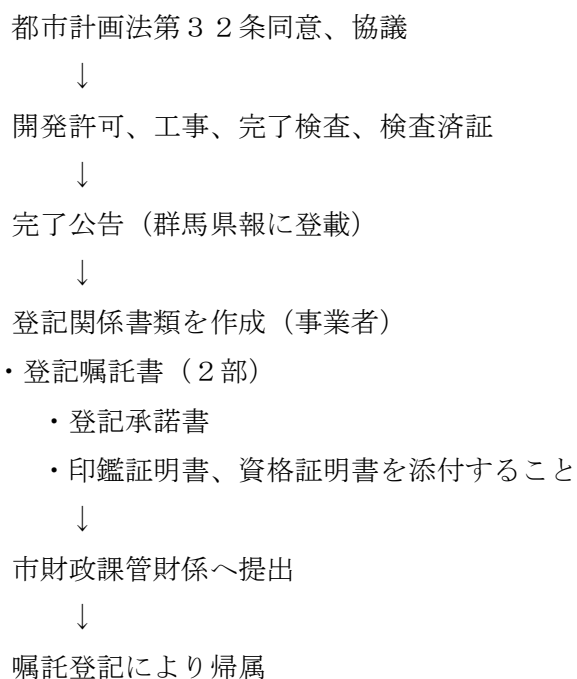 都市計画法第３２条同意、協議
↓
開発許可、工事、完了検査、検査済証
↓
完了公告（群馬県報に登載）
↓
登記関係書類を作成（事業者）
・登記嘱託書（２部）
・登記承諾書
・印鑑証明書、資格証明書を添付すること
↓
市財政課管財係へ提出
↓
嘱託登記により帰属